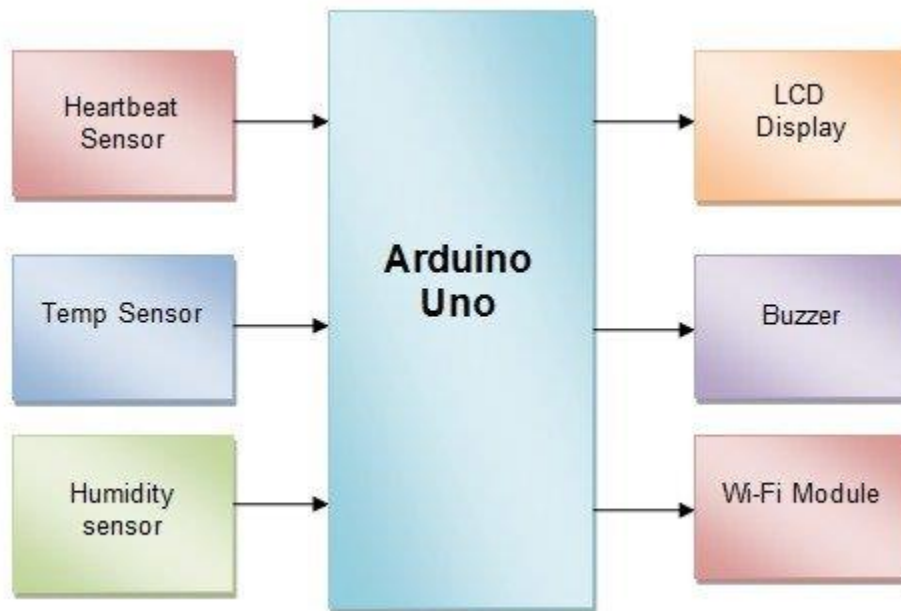 Heartbeat
Sensor
Temp Sensor
Humidity
sensor
Arduino
Uno
LCD
Display
Buzzer
Wi-Fi Module